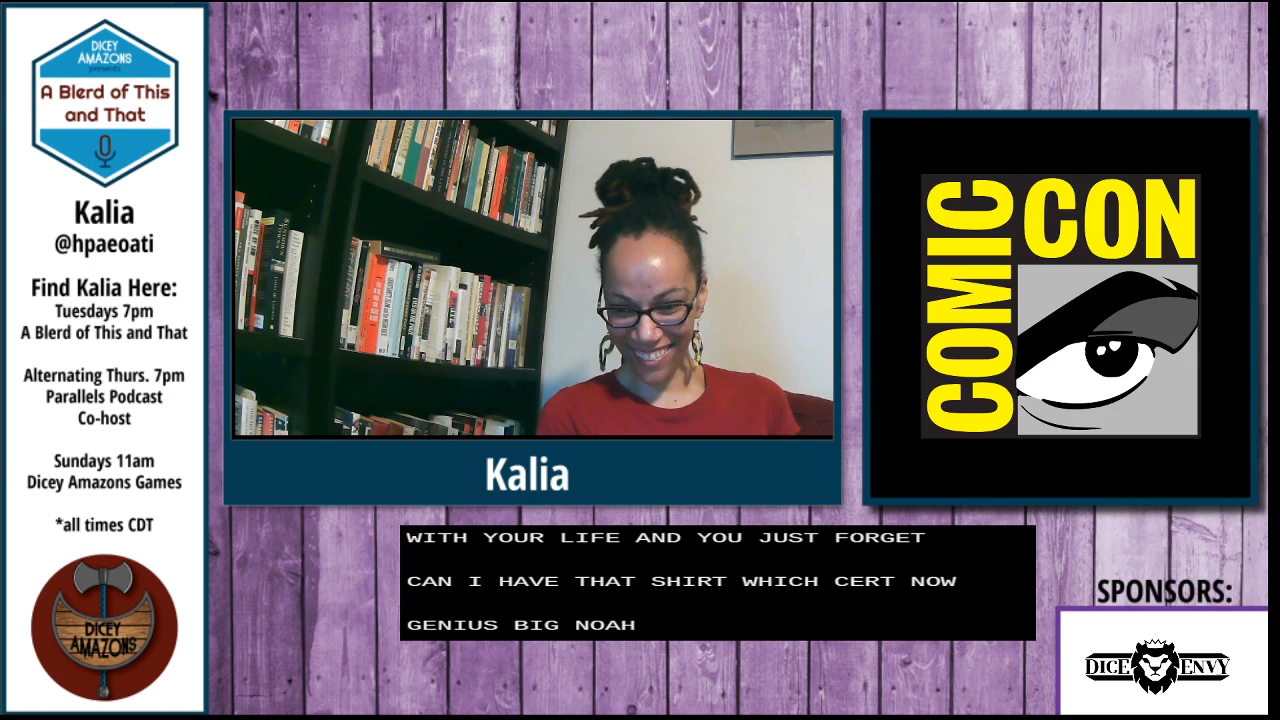 DICEY
AMAZONS
presents
A Blerd of This
and That
Kalia
@hpaeoati
Find Kalia Here:
Tuesdays 7pm
A Blerd of This and That
Alternating Thurs. 7pm
Parallels Podcast
Co-host
Sundays 11am
Dicey Amazons Games
*all times CDT
DICEY
AMAZONS
Kalia
COMIC
CON
WITH YOUR LIFE AND YOU JUST FORGET
CAN I HAVE THAT SHIRT WHICH CERT NOW
GENIUS BIG NOAH
SPONSORS:
DICE ENVY